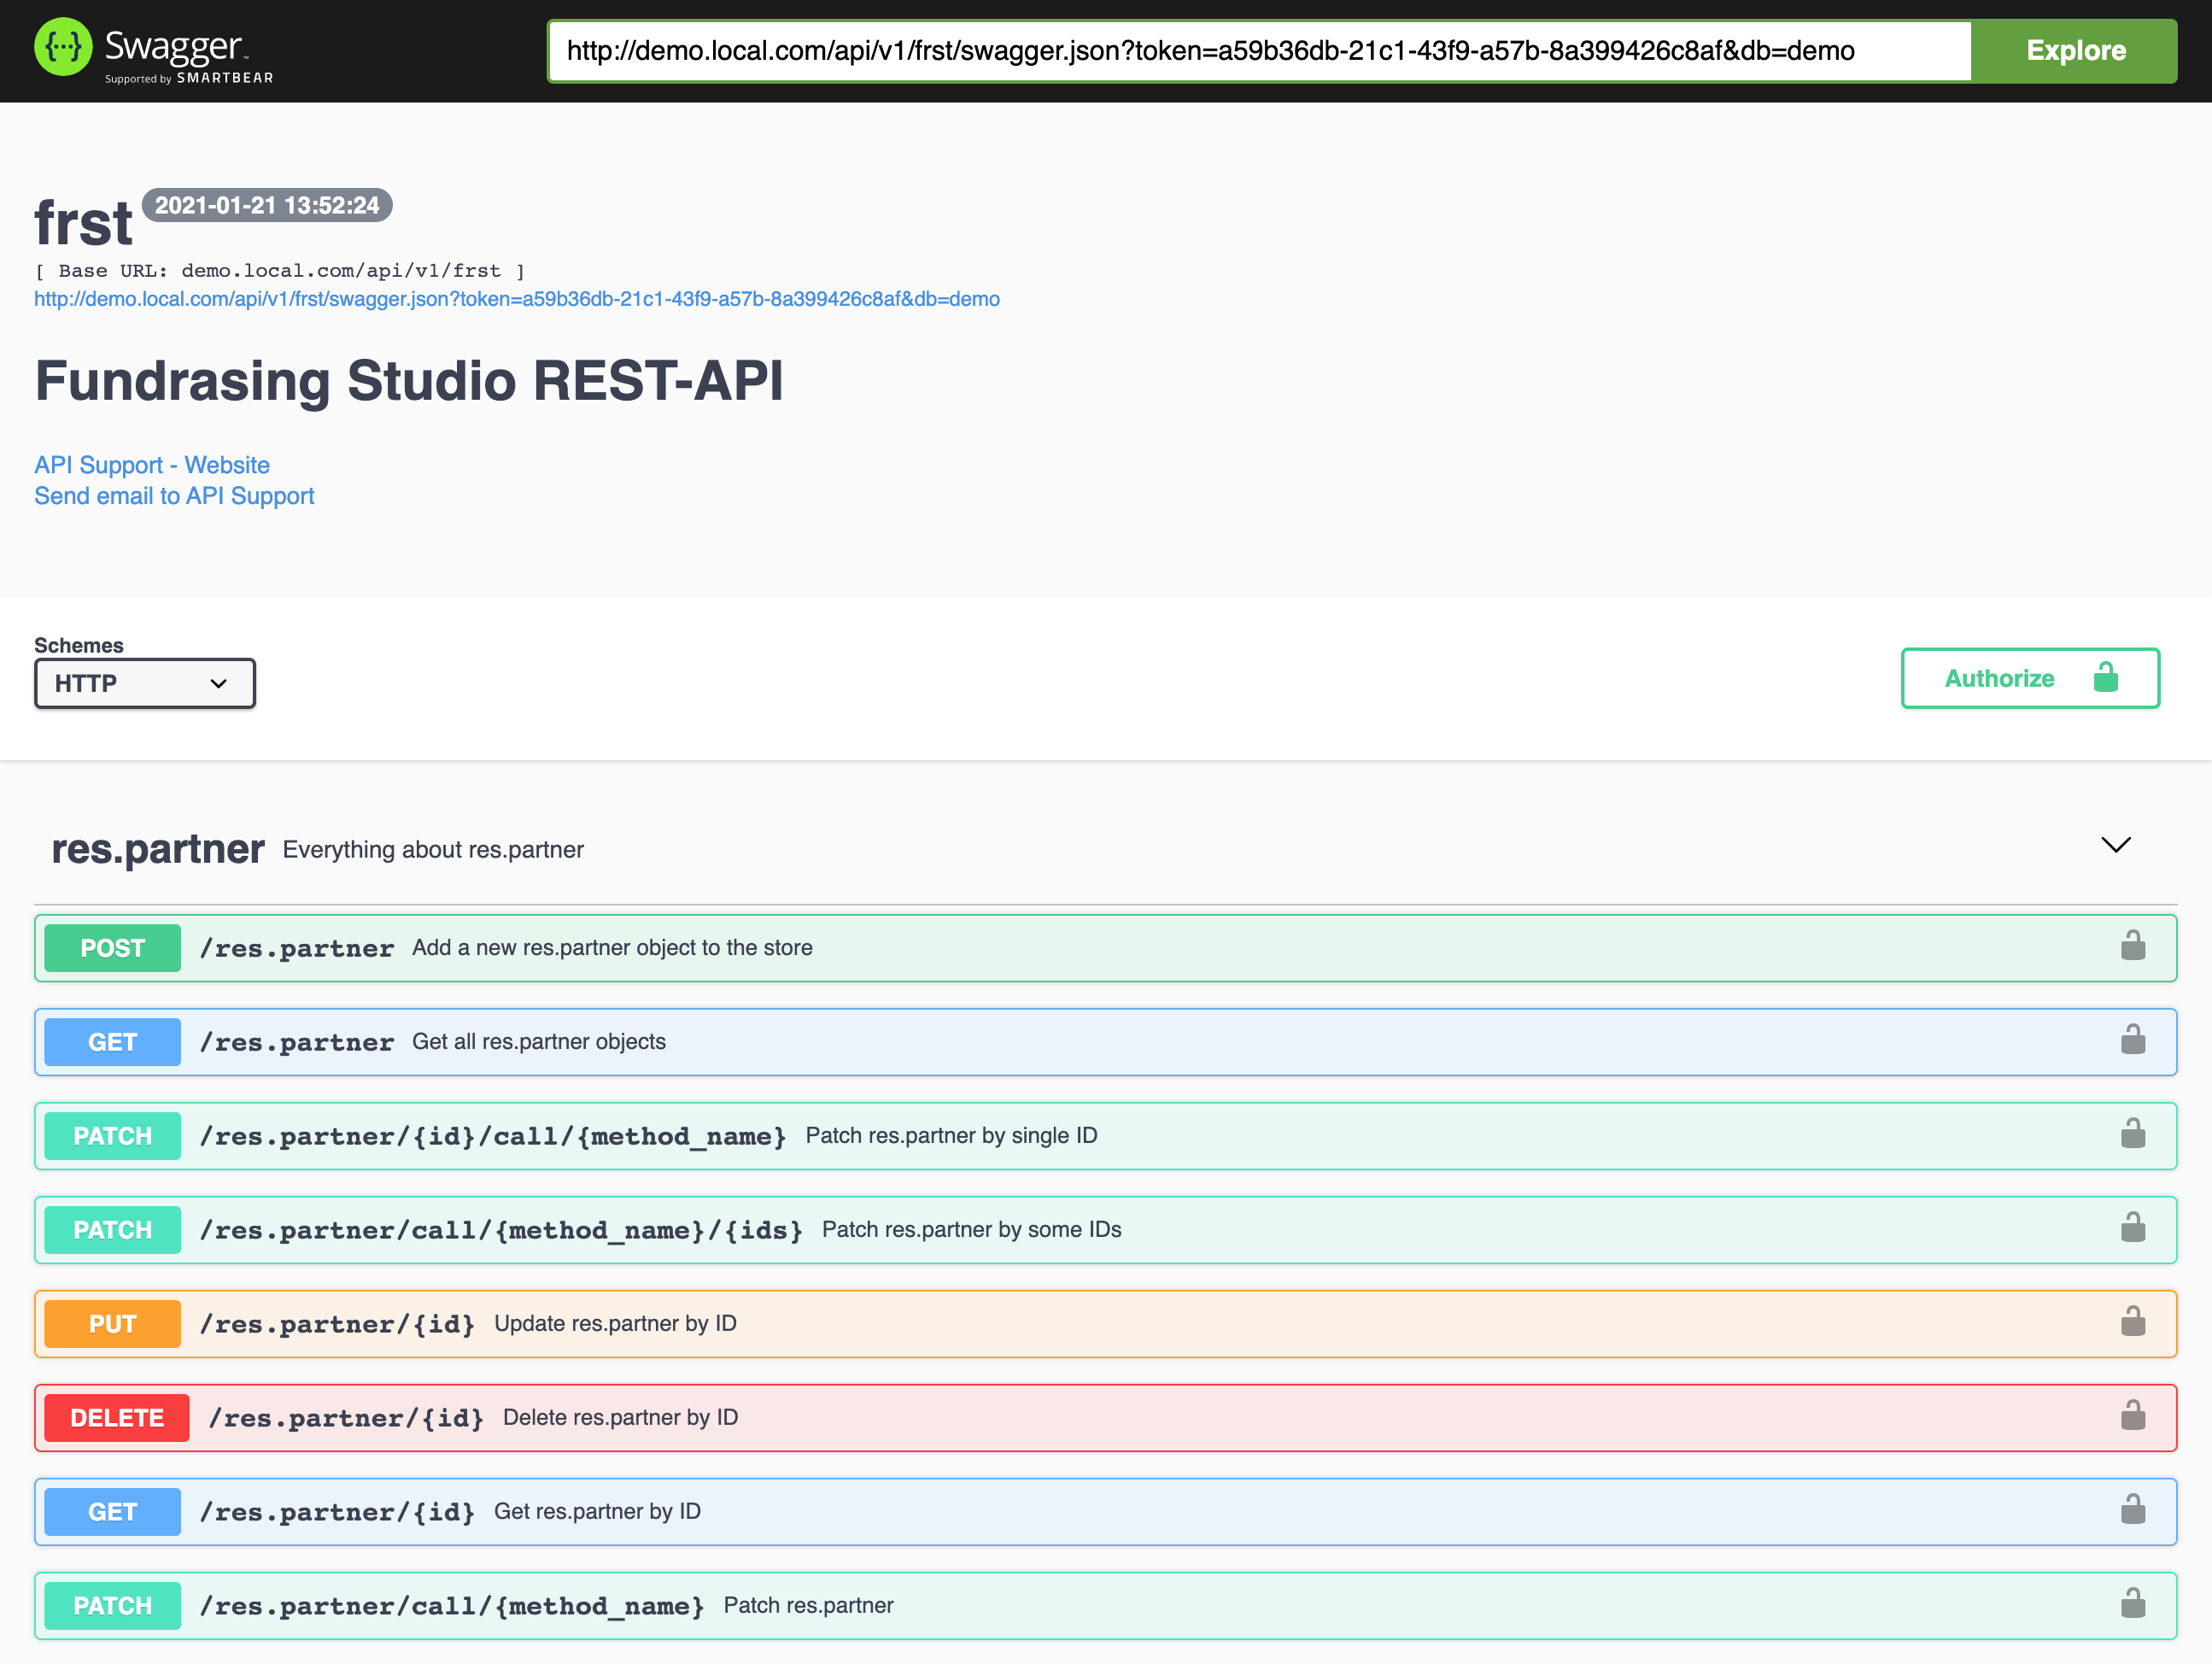 Swagger™
Supported by SMARTBEAR
http://demo.local.com/api/v1/frst/swagger.json?token=a59b36db-21c1-43f9-a57b-8a399426c8af&db=demo
Explore
frst 2021-01-21 13:52:24
[ Base URL: demo.local.com/api/v1/frst ]
http://demo.local.com/api/v1/frst/swagger.json?token=a59b36db-21c1-43f9-a57b-8a399426c8af&db=demo
Fundrasing Studio REST-API
API Support - Website
Send email to API Support
Schemes
HTTP
Authorize
res.partner Everything about res.partner
POST /res.partner Add a new res.partner object to the store
GET /res.partner Get all res.partner objects
PATCH /res.partner/{id}/call/{method_name} Patch res.partner by single ID
PATCH /res.partner/call/{method_name}/{ids} Patch res.partner by some IDs
PUT /res.partner/{id} Update res.partner by ID
DELETE /res.partner/{id} Delete res.partner by ID
GET /res.partner/{id} Get res.partner by ID
PATCH /res.partner/call/{method_name} Patch res.partner